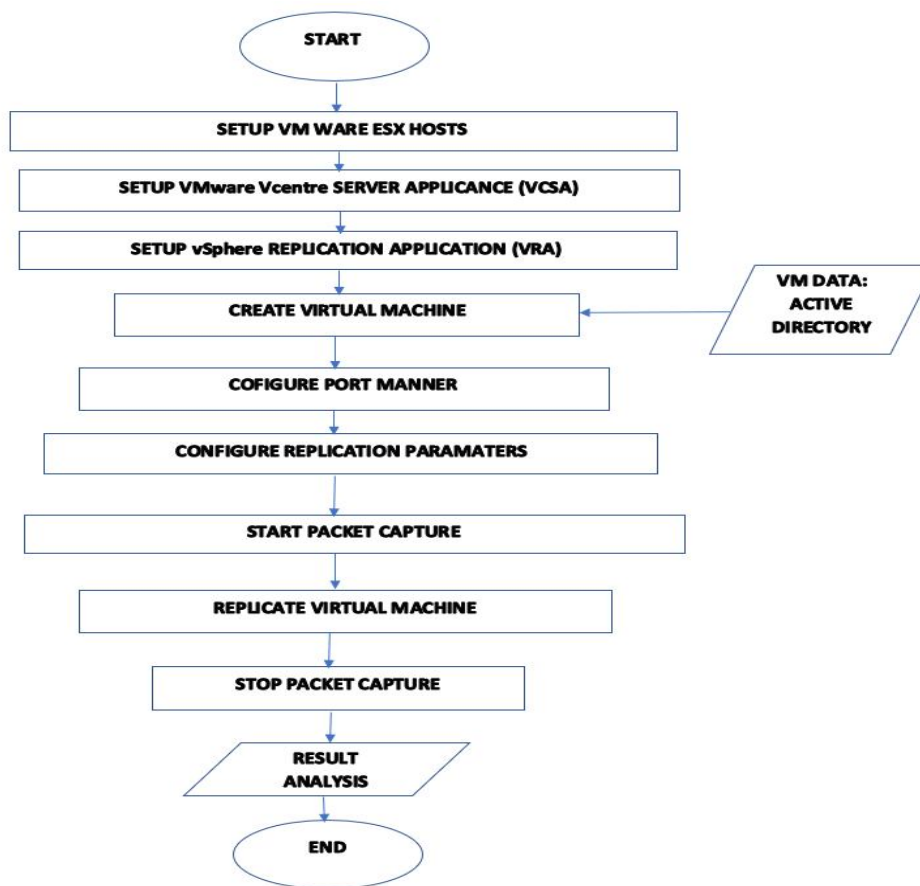 START
SETUP VM WARE ESX HOSTS
SETUP VMware Vcentre SERVER APPLICANCE (VCSA)
SETUP vSphere REPLICATION APPLICATION (VRA)
VM DATA:
ACTIVE
DIRECTORY
CREATE VIRTUAL MACHINE
COFIGURE PORT MANNER
CONFIGURE REPLICATION PARAMATERS
START PACKET CAPTURE
REPLICATE VIRTUAL MACHINE
STOP PACKET CAPTURE
RESULT
ANALYSIS
END